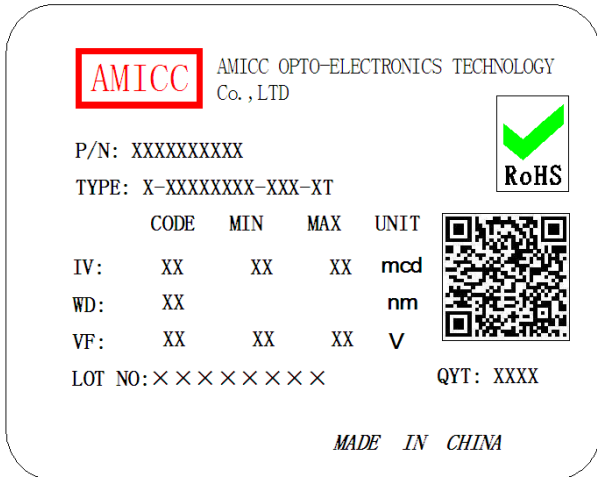 AMICC
AMICC OPTO-ELECTRONICS TECHNOLOGY
Co.,LTD
RoHS
P/N: XXXXXXXXXX
TYPE: X-XXXXXXXX-XXX-XT
CODE MIN MAX UNIT
IV: XX XX XX mcd
WD: XX nm
VF: XX XX XX V
LOT NO:×××××××× QYT: XXXX
MADE IN CHINA